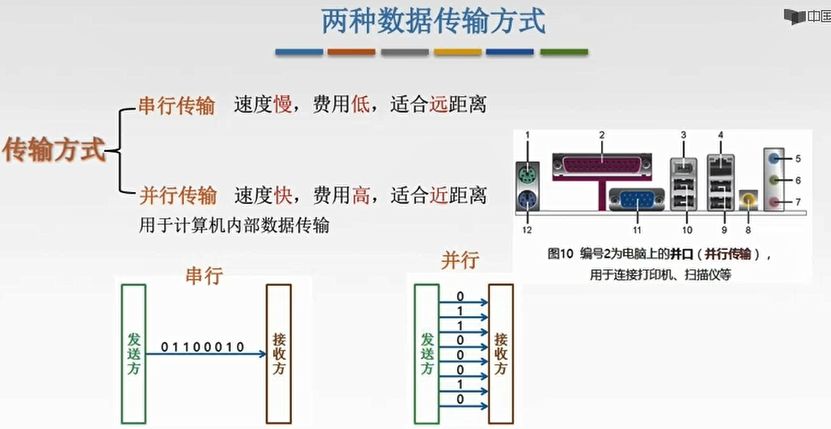 两种数据传输方式
中国
传输方式
串行传输 速度慢，费用低，适合远距离
并行传输 速度快，费用高，适合近距离
用于计算机内部数据传输
1 2 3 4
5
6
7
12 11 10 9 8
图10 编号2为电脑上的并口（并行传输），
用于连接打印机、扫描仪等
串行
发送方
01100010
接收方
并行
发送方
0
1
1
0
0
0
1
0
接收方